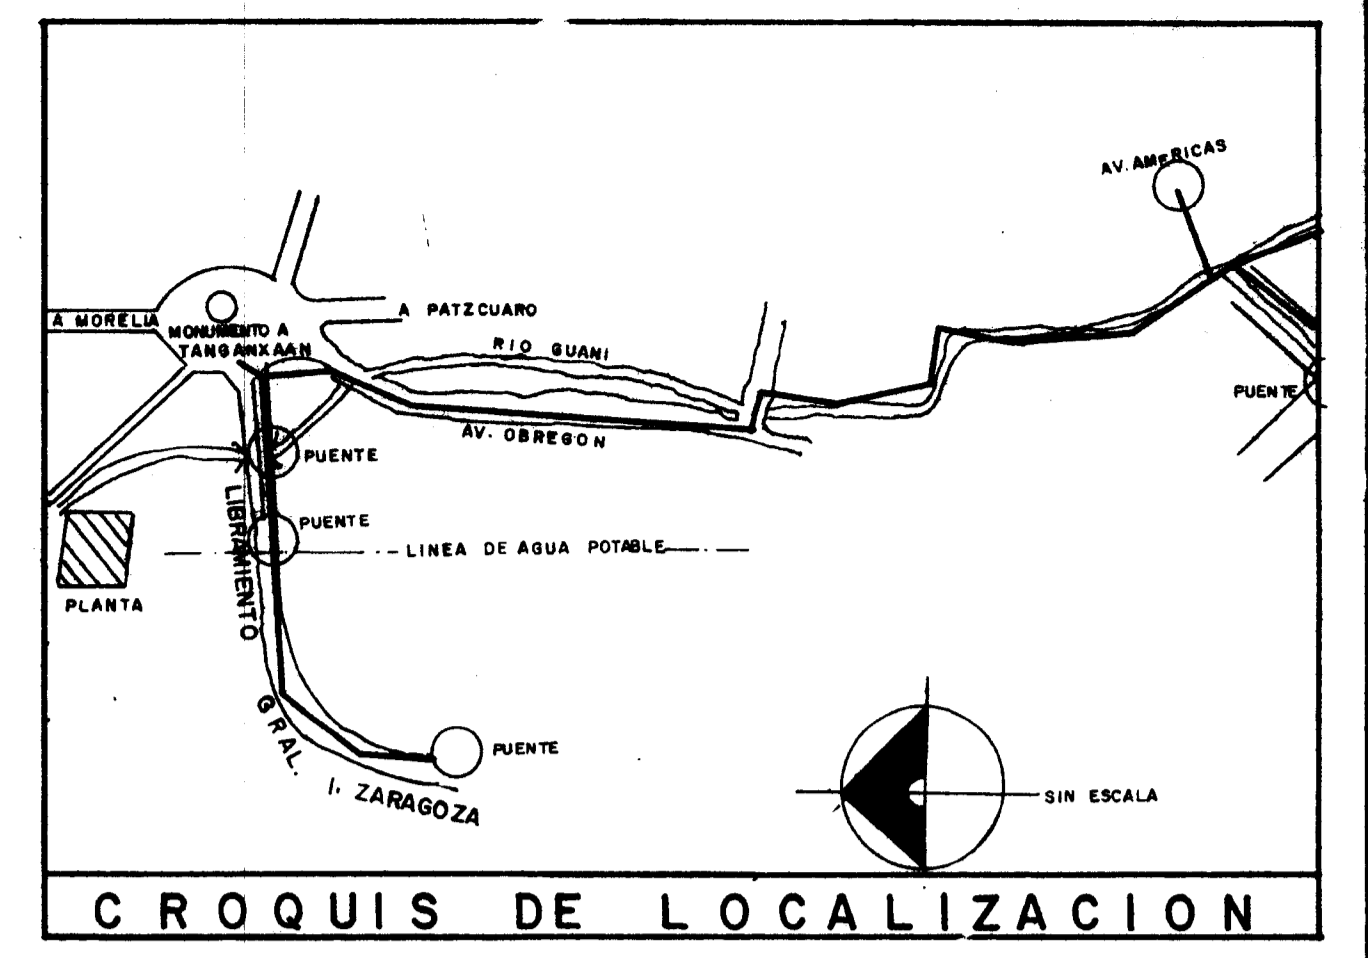 AV. AMERICAS
A PATZCUARO
A MORELIA
MONUMENTO A
TANGANXAAN
RIO GUANI
PUENTE
AV. OBREGON
PUENTE
LIBRAMIENTO
PUENTE
LINEA DE AGUA POTABLE
PLANTA
GRAL.
I. ZARAGOZA
PUENTE
SIN ESCALA
CROQUIS DE LOCALIZACION